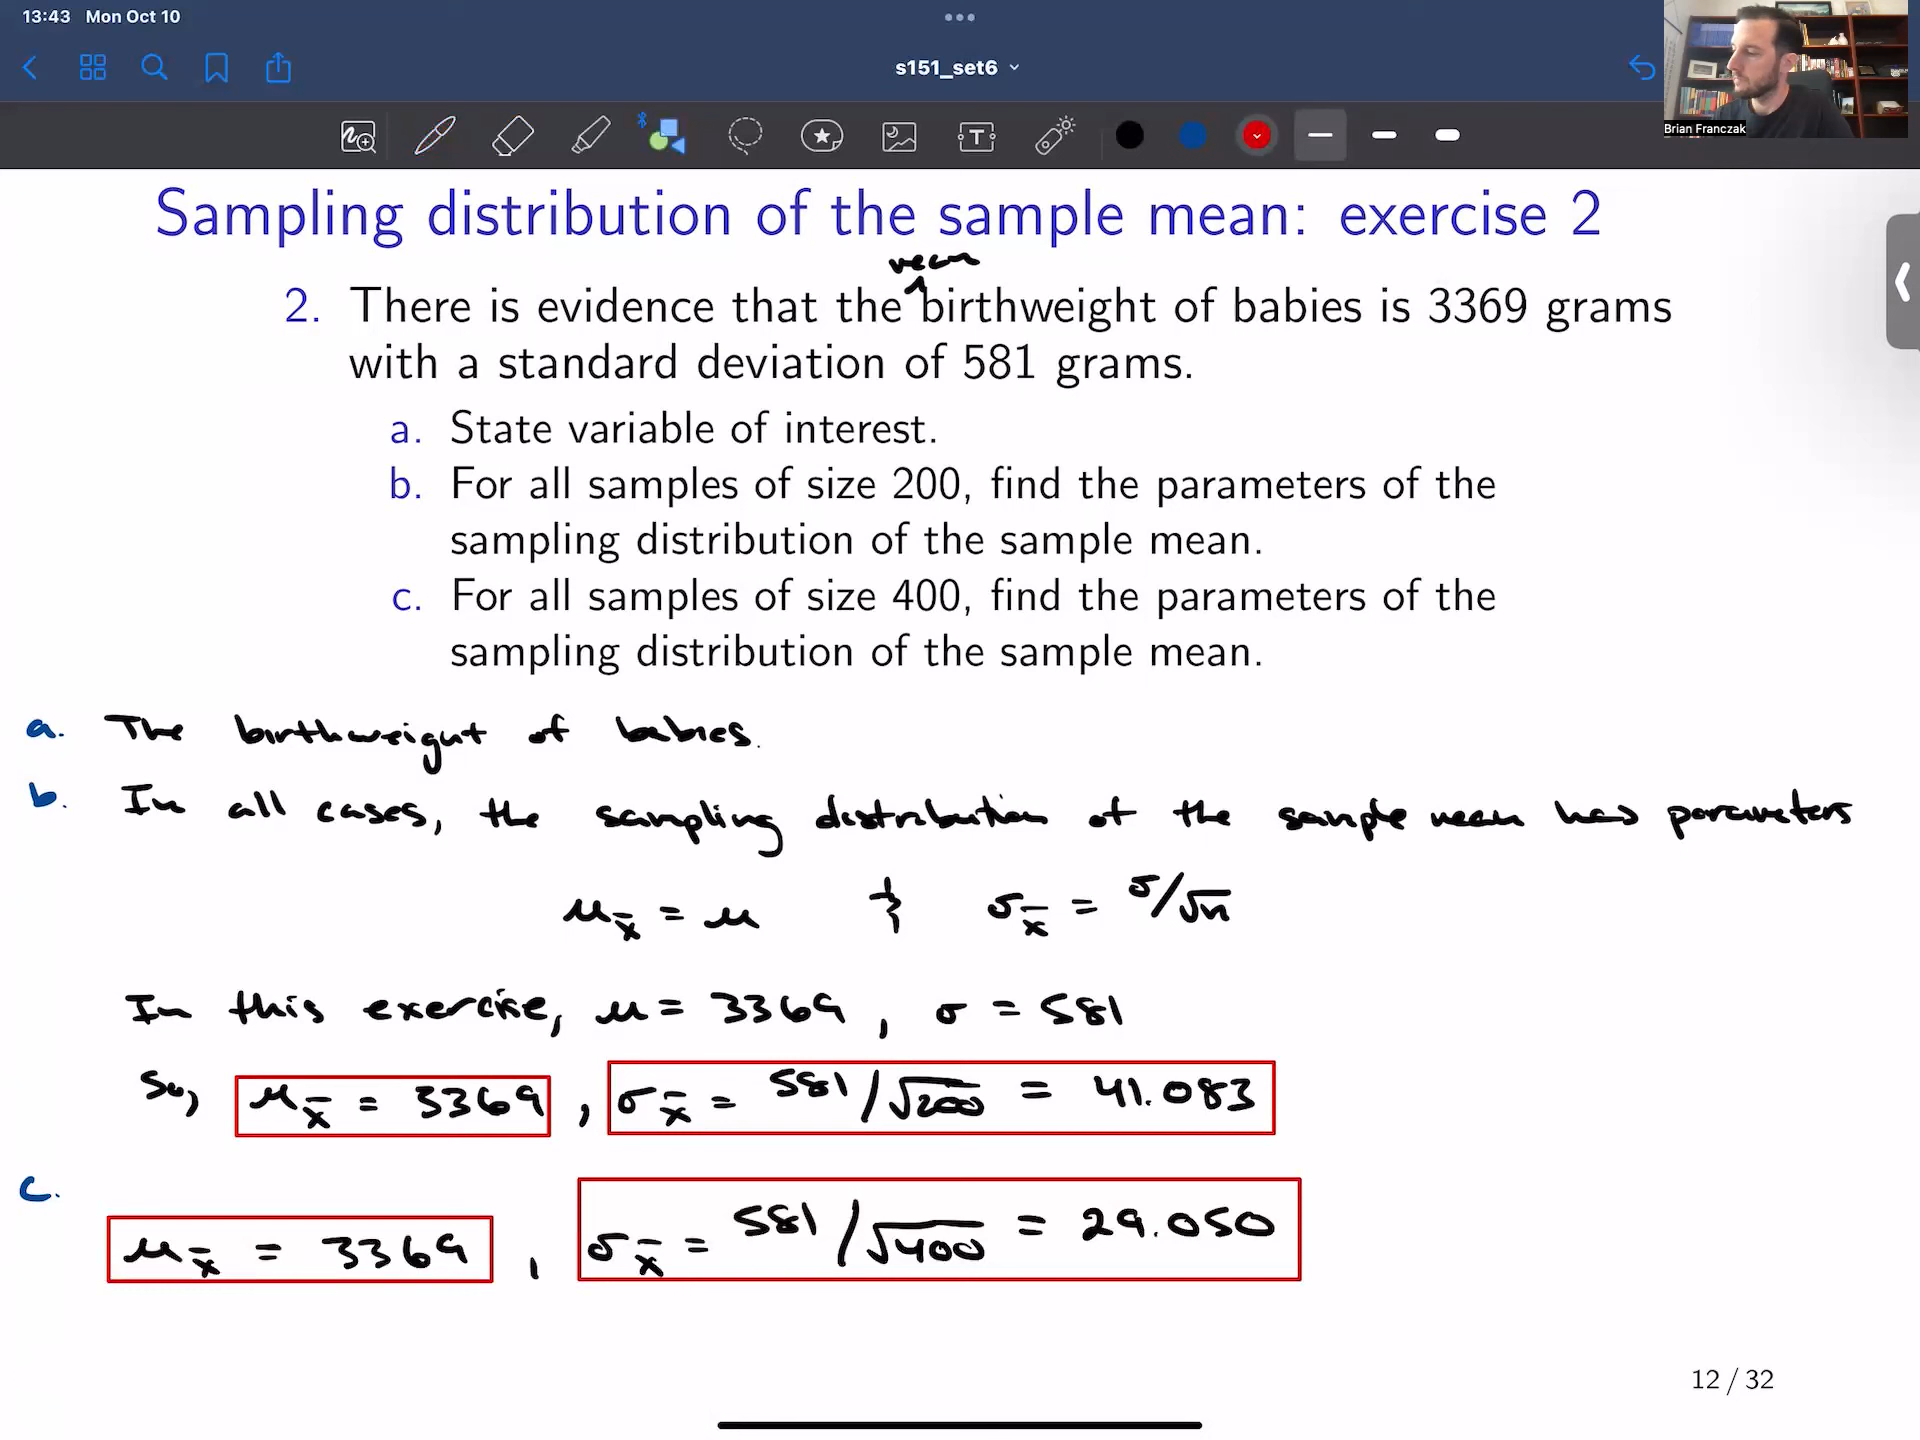 13:43 Mon Oct 10
s151_set6
Brian Franczak
Sampling distribution of the sample mean: exercise 2
mean
2. There is evidence that the ^ birthweight of babies is 3369 grams
with a standard deviation of 581 grams.
a. State variable of interest.
b. For all samples of size 200, find the parameters of the
sampling distribution of the sample mean.
c. For all samples of size 400, find the parameters of the
sampling distribution of the sample mean.
a. The birthweight of babies.
b. In all cases, the sampling distribution of the sample mean has parameters
μx̄ = μ & σx̄ = σ/√n
In this exercise, μ = 3369, σ = 581
So, μx̄ = 3369, σx̄ = 581/√200 = 41.083
c.
μx̄ = 3369, σx̄ = 581/√400 = 29.050
12 / 32